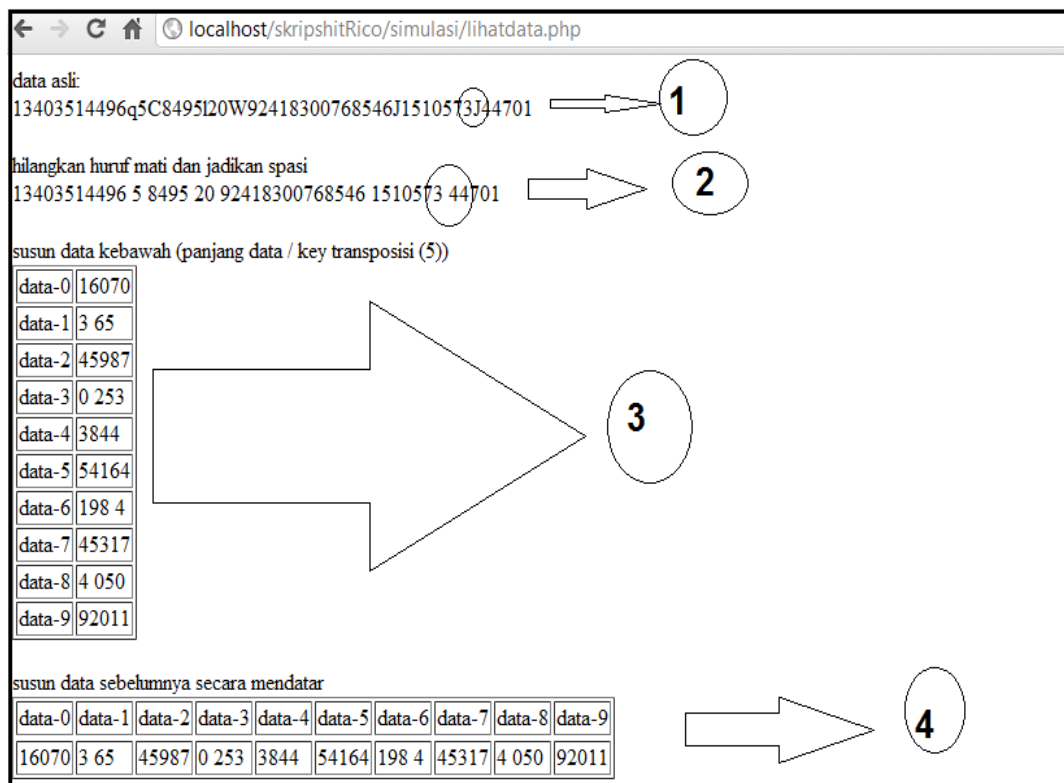 localhost/skripshitRico/simulasi/lihatdata.php
data asli:
13403514496q5C8495l20W92418300768546J1510573J44701
1
hilangkan huruf mati dan jadikan spasi
13403514496 5 8495 20 92418300768546 1510573 44701
2
susun data kebawah (panjang data / key transposisi (5))
data-0 16070
data-1 3 65
data-2 45987
data-3 0 253
data-4 3844
data-5 54164
data-6 198 4
data-7 45317
data-8 4 050
data-9 92011
3
susun data sebelumnya secara mendatar
data-0 data-1 data-2 data-3 data-4 data-5 data-6 data-7 data-8 data-9
16070 3 65 45987 0 253 3844 54164 198 4 45317 4 050 92011
4